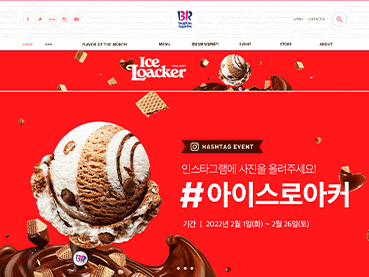 BR
baskin robbins
LOGIN
CONTACT US
FLAVOR OF THE MONTH
MENU
EVENT
STORE
ABOUT
Ice Loacker
HASHTAG EVENT
인스타그램에 사진을 올려주세요!
#아이스로아커
기간 | 2022년 2월 1일(화) ~ 2월 26일(토)
BR